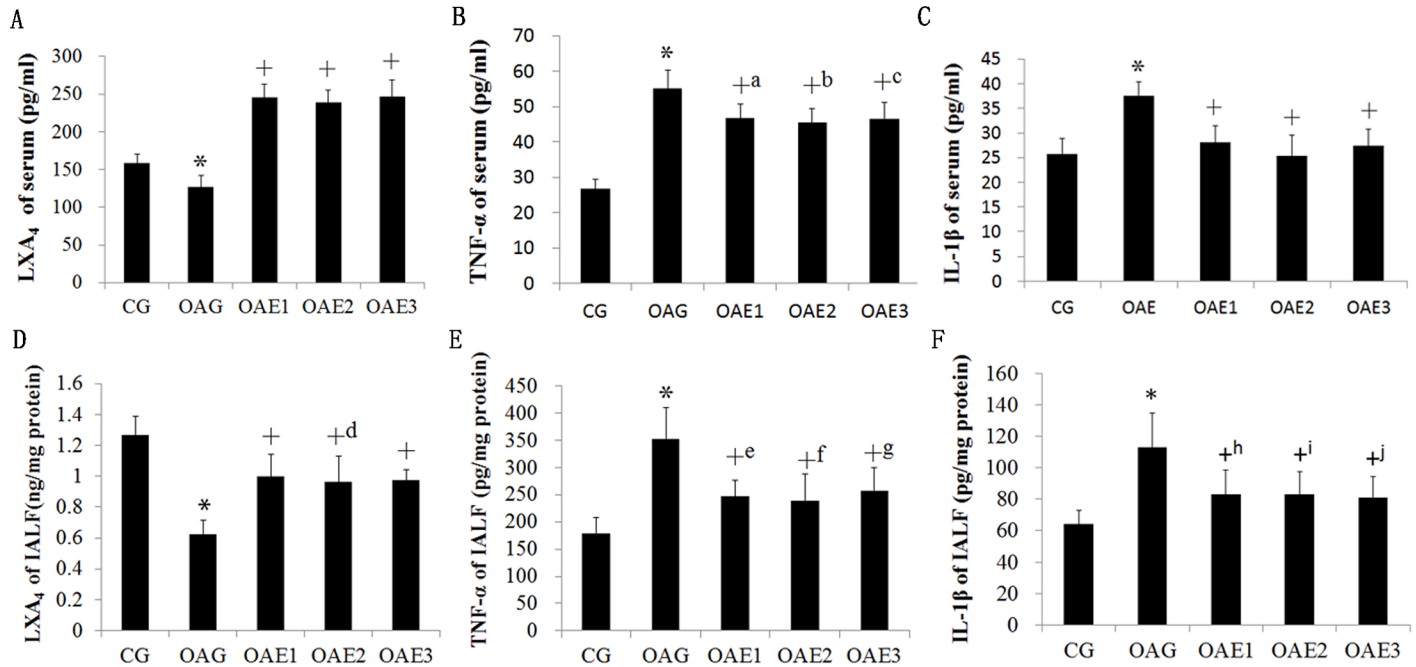 A
LXA4 of serum (pg/ml)
300
250
200
150
100
50
0
*
+
+
+
CG OAG OAE1 OAE2 OAE3
B
TNF-α of serum (pg/ml)
70
60
50
40
30
20
10
0
*
+a
+b
+c
CG OAG OAE1 OAE2 OAE3
C
IL-1β of serum (pg/ml)
45
40
35
30
25
20
15
10
5
0
*
+
+
+
CG OAE OAE1 OAE2 OAE3
D
LXA4 of IALF(ng/mg protein)
1.6
1.4
1.2
1
0.8
0.6
0.4
0.2
0
*
+
+d
+
CG OAG OAE1 OAE2 OAE3
E
TNF-α of IALF (pg/mg protein)
450
400
350
300
250
200
150
100
50
0
*
+e
+f
+g
CG OAG OAE1 OAE2 OAE3
F
IL-1β of IALF (pg/mg protein)
160
140
120
100
80
60
40
20
0
*
+h
+i
+j
CG OAG OAE1 OAE2 OAE3